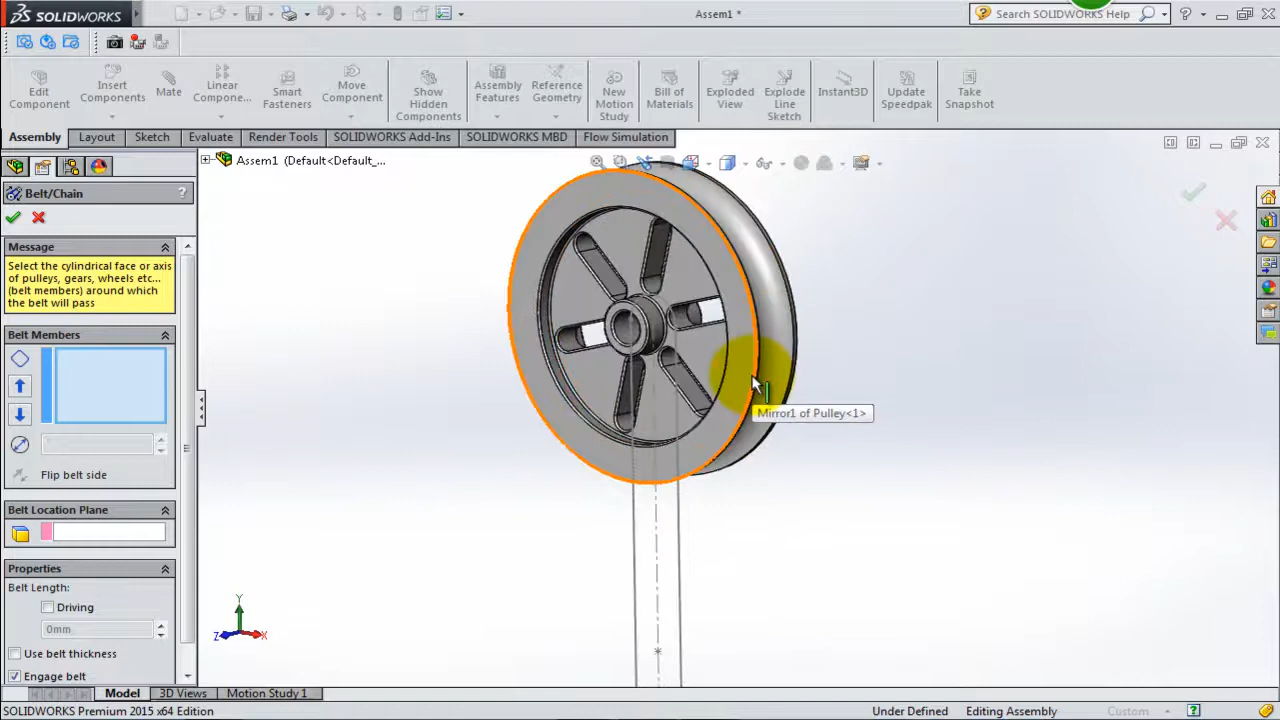 SOLIDWORKS
Assem1 *
Search SOLIDWORKS Help
Edit Component
Insert Components
Mate
Linear Compone...
Smart Fasteners
Move Component
Show Hidden Components
Assembly Features
Reference Geometry
New Motion Study
Bill of Materials
Exploded View
Explode Line Sketch
Instant3D
Update Speedpak
Take Snapshot
Assembly
Layout
Sketch
Evaluate
Render Tools
SOLIDWORKS Add-Ins
SOLIDWORKS MBD
Flow Simulation
Assem1 (Default<Default_...
Belt/Chain
?
Message
Select the cylindrical face or axis
of pulleys, gears, wheels etc...
(belt members) around which
the belt will pass
Belt Members
Flip belt side
Belt Location Plane
Properties
Belt Length:
Driving
0mm
Use belt thickness
Engage belt
Mirror1 of Pulley<1>
Y
Z
X
Model
3D Views
Motion Study 1
SOLIDWORKS Premium 2015 x64 Edition
Under Defined
Editing Assembly
Custom
?